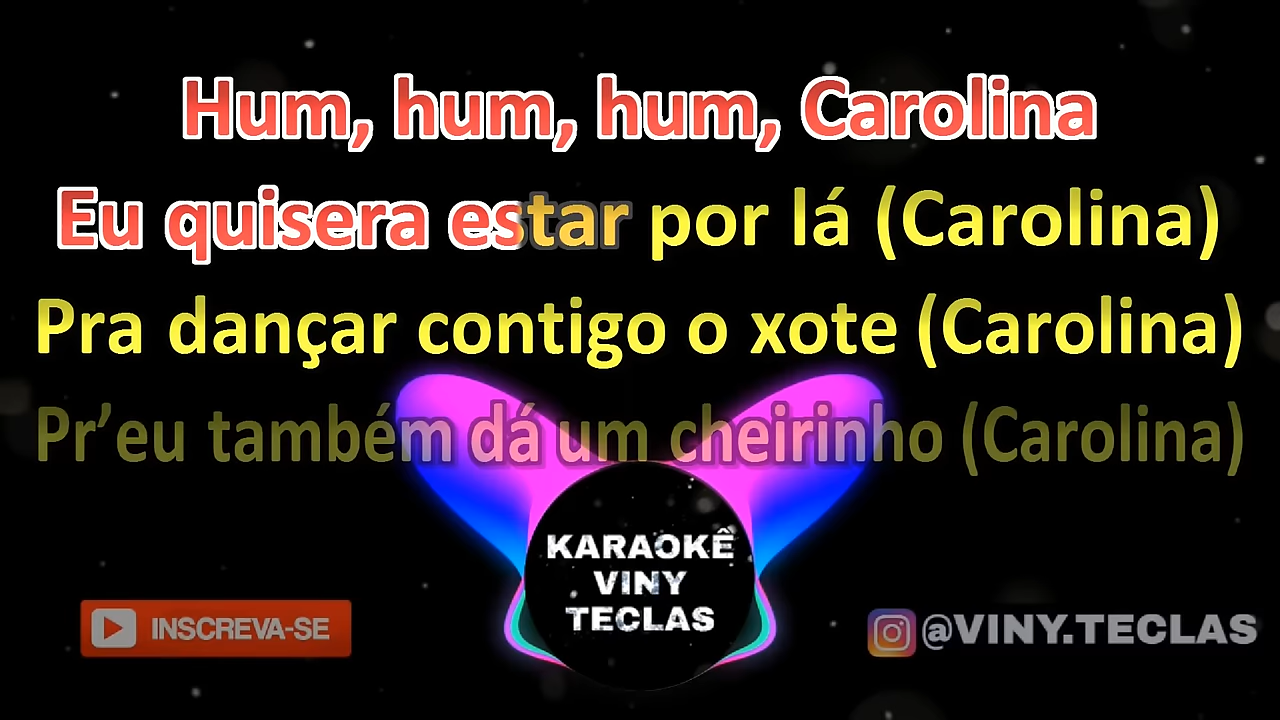 Hum, hum, hum, Carolina
Eu quisera estar por lá (Carolina)
Pra dançar contigo o xote (Carolina)
Pr’eu também dá um cheirinho (Carolina)
KARAOKÊ
VINY
TECLAS
INSCREVA-SE
@VINY.TECLAS